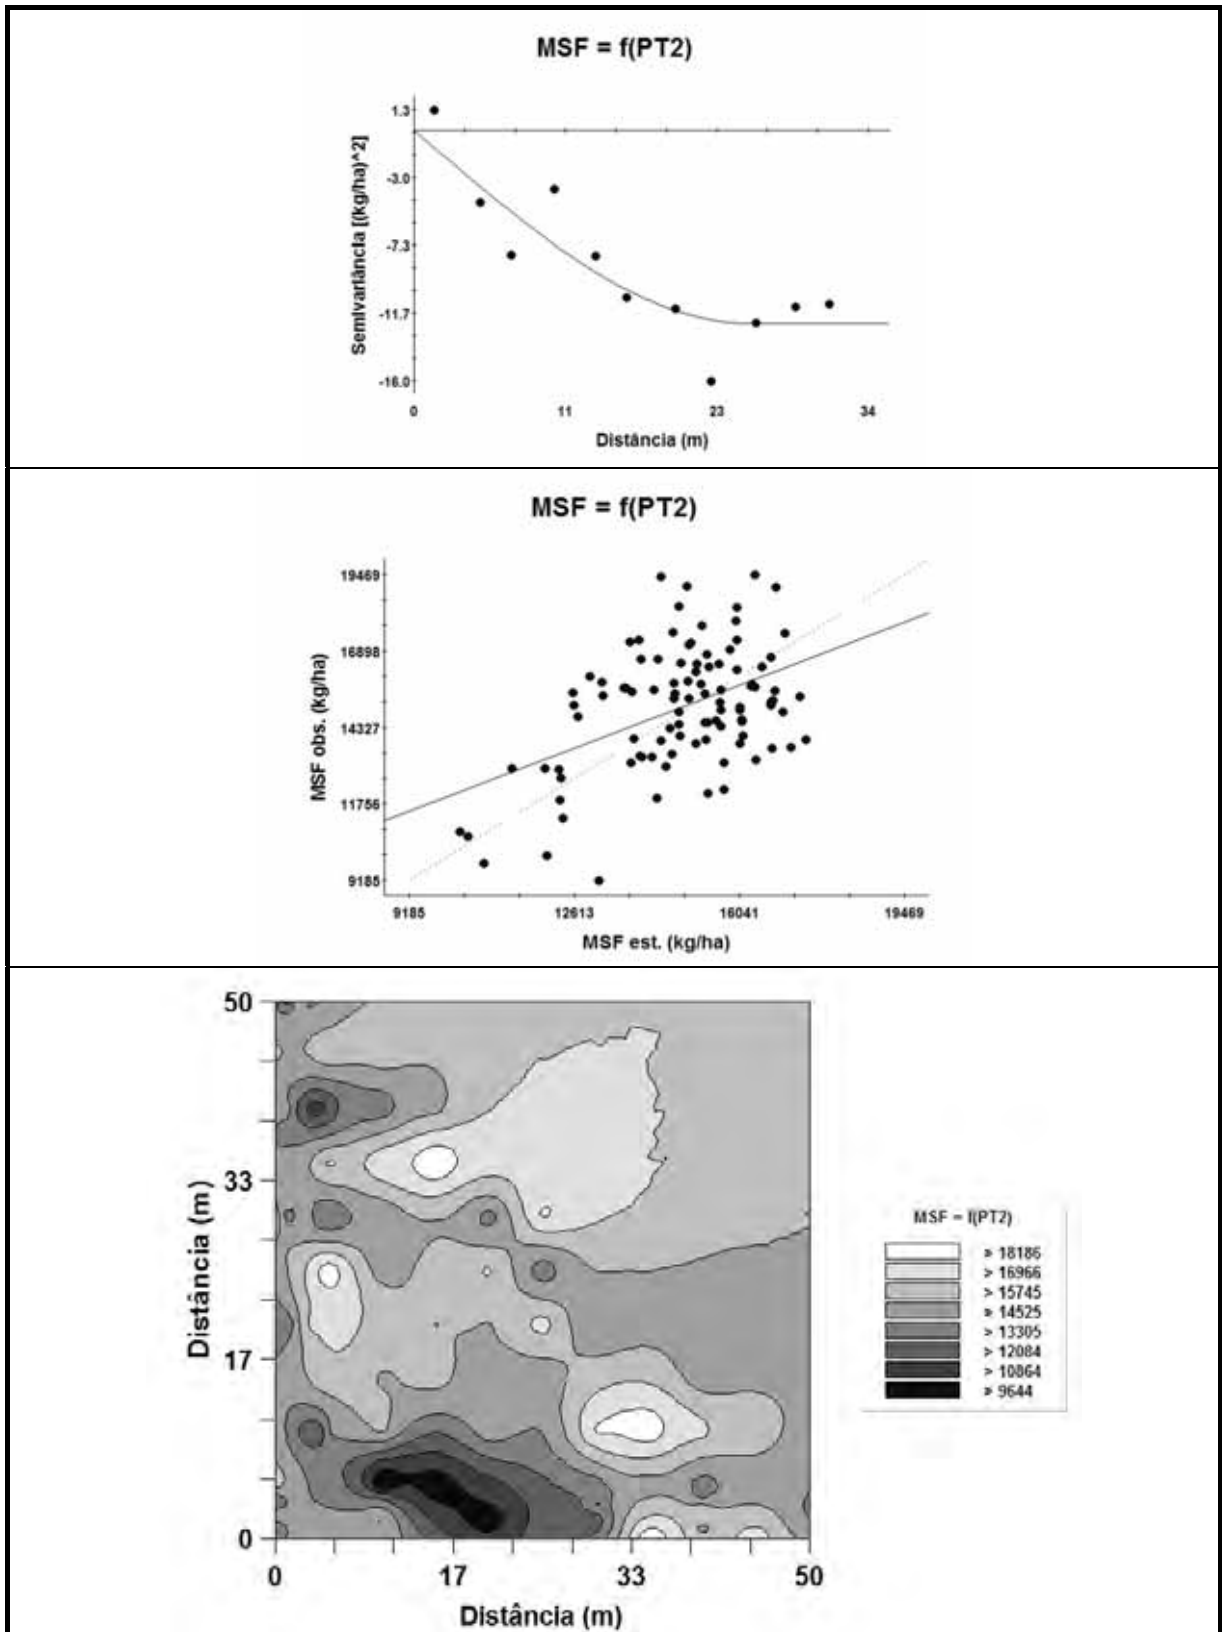 MSF = f(PT2)
Semivariância [(kg/ha)^2]
1.3
-3.0
-7.3
-11.7
-16.0
0 11 23 34
Distância (m)
MSF = f(PT2)
MSF obs. (kg/ha)
19469
16898
14327
11756
9185
9185 12613 16041 19469
MSF est. (kg/ha)
Distância (m)
50
33
17
0
0 17 33 50
Distância (m)
MSF = f(PT2)
> 18186
> 16966
> 15745
> 14525
> 13305
> 12084
> 10864
> 9644